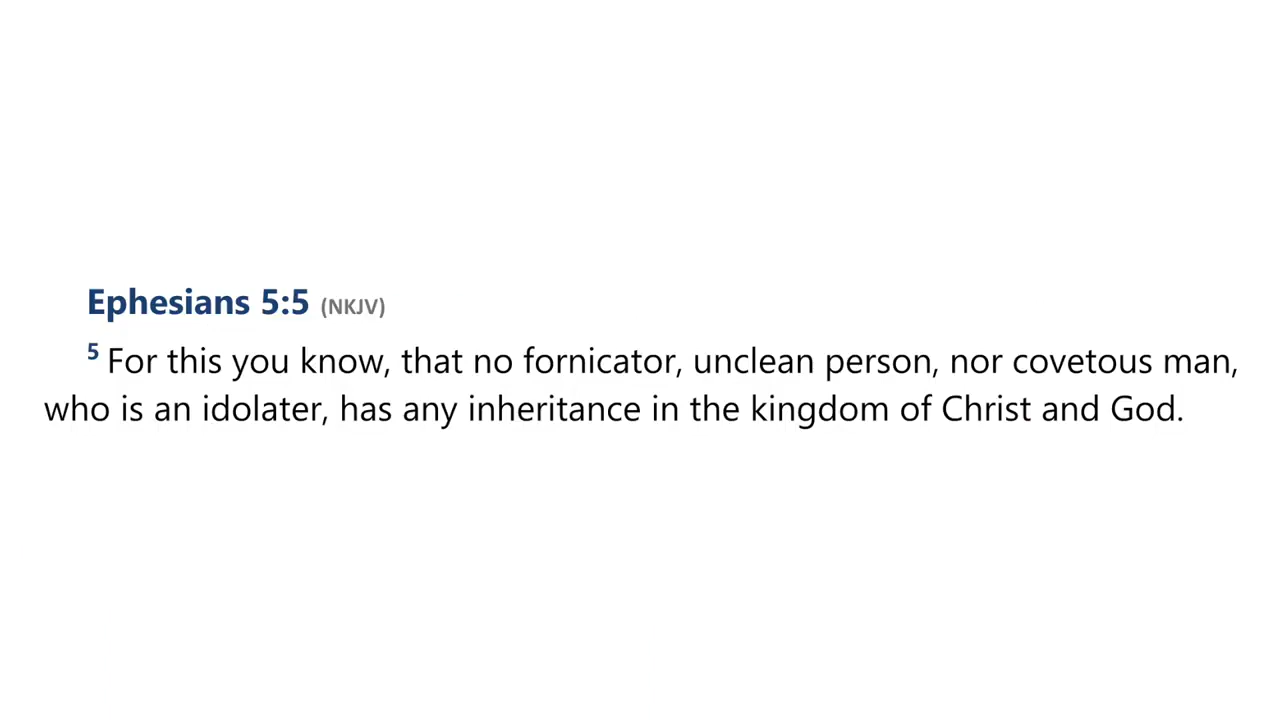 Ephesians 5:5 (NKJV)
5 For this you know, that no fornicator, unclean person, nor covetous man,
who is an idolater, has any inheritance in the kingdom of Christ and God.